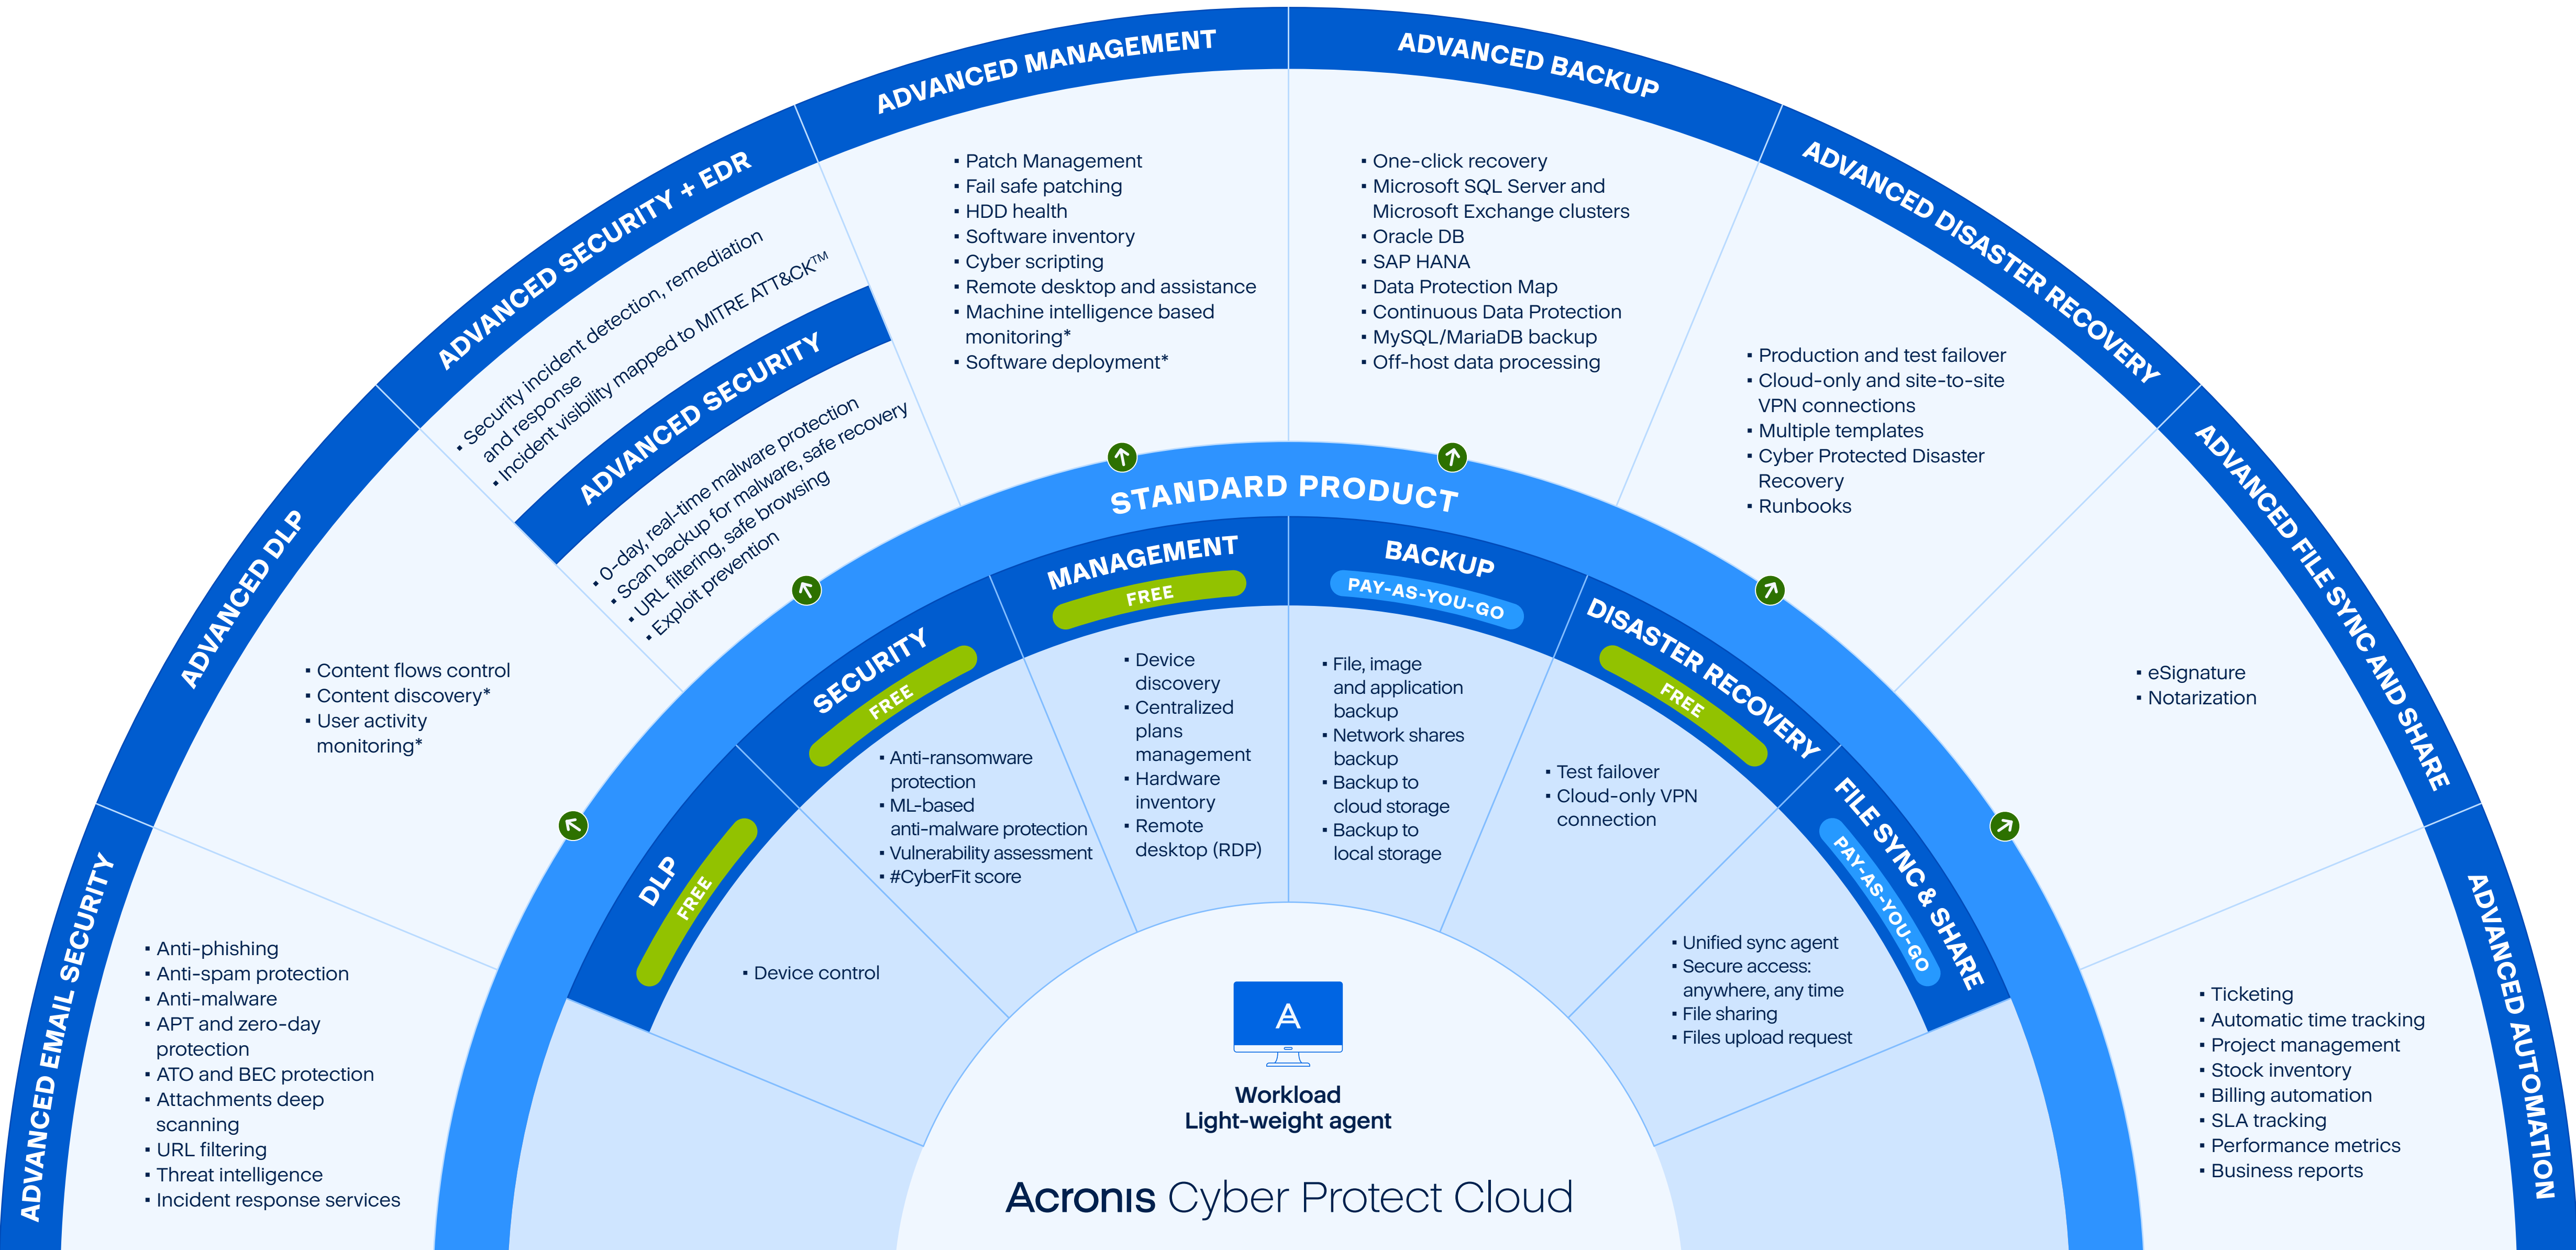 ADVANCED EMAIL SECURITY
▪ Anti-phishing
▪ Anti-spam protection
▪ Anti-malware
▪ APT and zero-day
protection
▪ ATO and BEC protection
▪ Attachments deep
scanning
▪ URL filtering
▪ Threat intelligence
▪ Incident response services
ADVANCED DLP
▪ Content flows control
▪ Content discovery*
▪ User activity
monitoring*
ADVANCED SECURITY + EDR
▪ Security incident detection, remediation
and response
▪ Incident visibility mapped to MITRE ATT&CK™
ADVANCED SECURITY
▪ 0-day, real-time malware protection
▪ Scan backup for malware, safe recovery
▪ URL filtering, safe browsing
▪ Exploit prevention
ADVANCED MANAGEMENT
▪ Patch Management
▪ Fail safe patching
▪ HDD health
▪ Software inventory
▪ Cyber scripting
▪ Remote desktop and assistance
▪ Machine intelligence based
monitoring*
▪ Software deployment*
ADVANCED BACKUP
▪ One-click recovery
▪ Microsoft SQL Server and
Microsoft Exchange clusters
▪ Oracle DB
▪ SAP HANA
▪ Data Protection Map
▪ Continuous Data Protection
▪ MySQL/MariaDB backup
▪ Off-host data processing
ADVANCED DISASTER RECOVERY
▪ Production and test failover
▪ Cloud-only and site-to-site
VPN connections
▪ Multiple templates
▪ Cyber Protected Disaster
Recovery
▪ Runbooks
ADVANCED FILE SYNC AND SHARE
▪ eSignature
▪ Notarization
ADVANCED AUTOMATION
▪ Ticketing
▪ Automatic time tracking
▪ Project management
▪ Stock inventory
▪ Billing automation
▪ SLA tracking
▪ Performance metrics
▪ Business reports
STANDARD PRODUCT
DLP
FREE
▪ Device control
SECURITY
FREE
▪ Anti-ransomware
protection
▪ ML-based
anti-malware protection
▪ Vulnerability assessment
▪ #CyberFit score
MANAGEMENT
FREE
▪ Device
discovery
▪ Centralized
plans
management
▪ Hardware
inventory
▪ Remote
desktop (RDP)
BACKUP
PAY-AS-YOU-GO
▪ File, image
and application
backup
▪ Network shares
backup
▪ Backup to
cloud storage
▪ Backup to
local storage
DISASTER RECOVERY
FREE
▪ Test failover
▪ Cloud-only VPN
connection
FILE SYNC & SHARE
PAY-AS-YOU-GO
▪ Unified sync agent
▪ Secure access:
anywhere, any time
▪ File sharing
▪ Files upload request
A
Workload
Light-weight agent
Acronis Cyber Protect Cloud